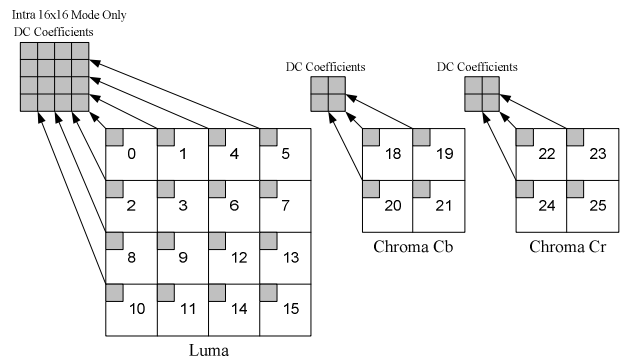 Intra 16x16 Mode Only
DC Coefficients
DC Coefficients
DC Coefficients
0 1 4 5
2 3 6 7
8 9 12 13
10 11 14 15
Luma
18 19
20 21
Chroma Cb
22 23
24 25
Chroma Cr